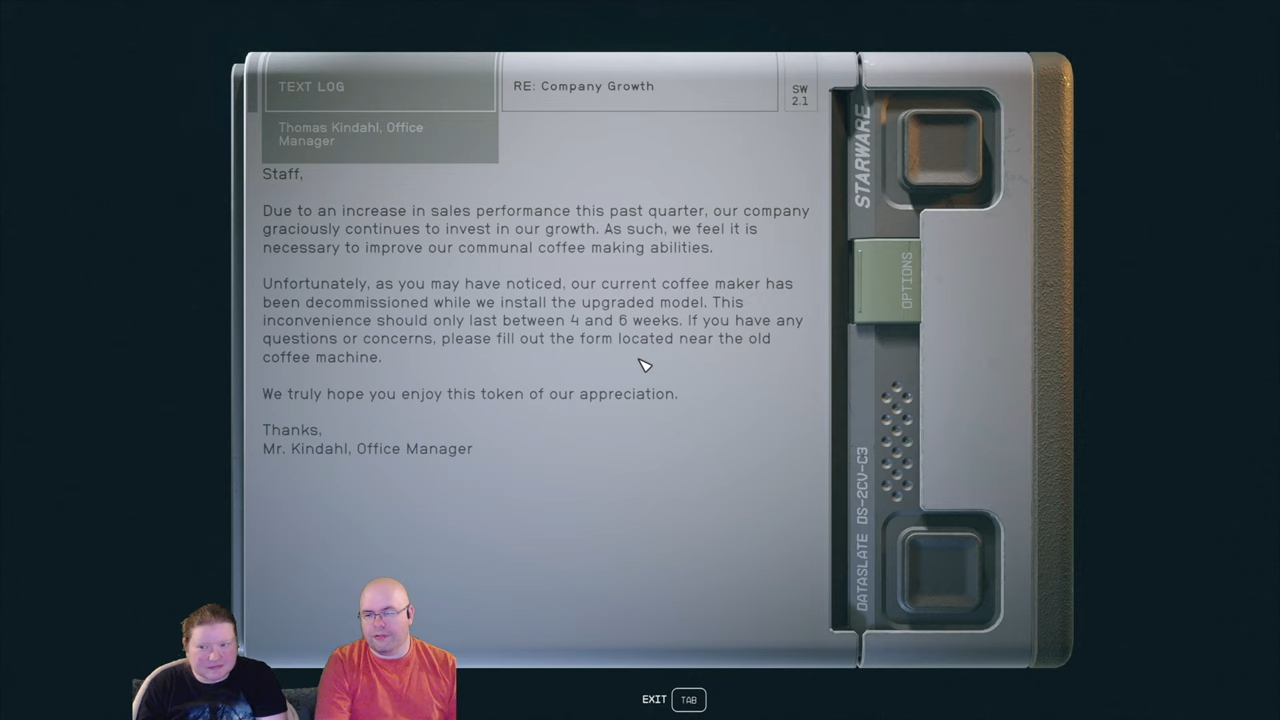 TEXT LOG
RE: Company Growth
SW
2.1
Thomas Kindahl, Office
Manager
Staff,
Due to an increase in sales performance this past quarter, our company
graciously continues to invest in our growth. As such, we feel it is
necessary to improve our communal coffee making abilities.
Unfortunately, as you may have noticed, our current coffee maker has
been decommissioned while we install the upgraded model. This
inconvenience should only last between 4 and 6 weeks. If you have any
questions or concerns, please fill out the form located near the old
coffee machine.
We truly hope you enjoy this token of our appreciation.
Thanks,
Mr. Kindahl, Office Manager
STARWARE
OPTIONS
DATASLATE DS-2CV-C3
EXIT TAB